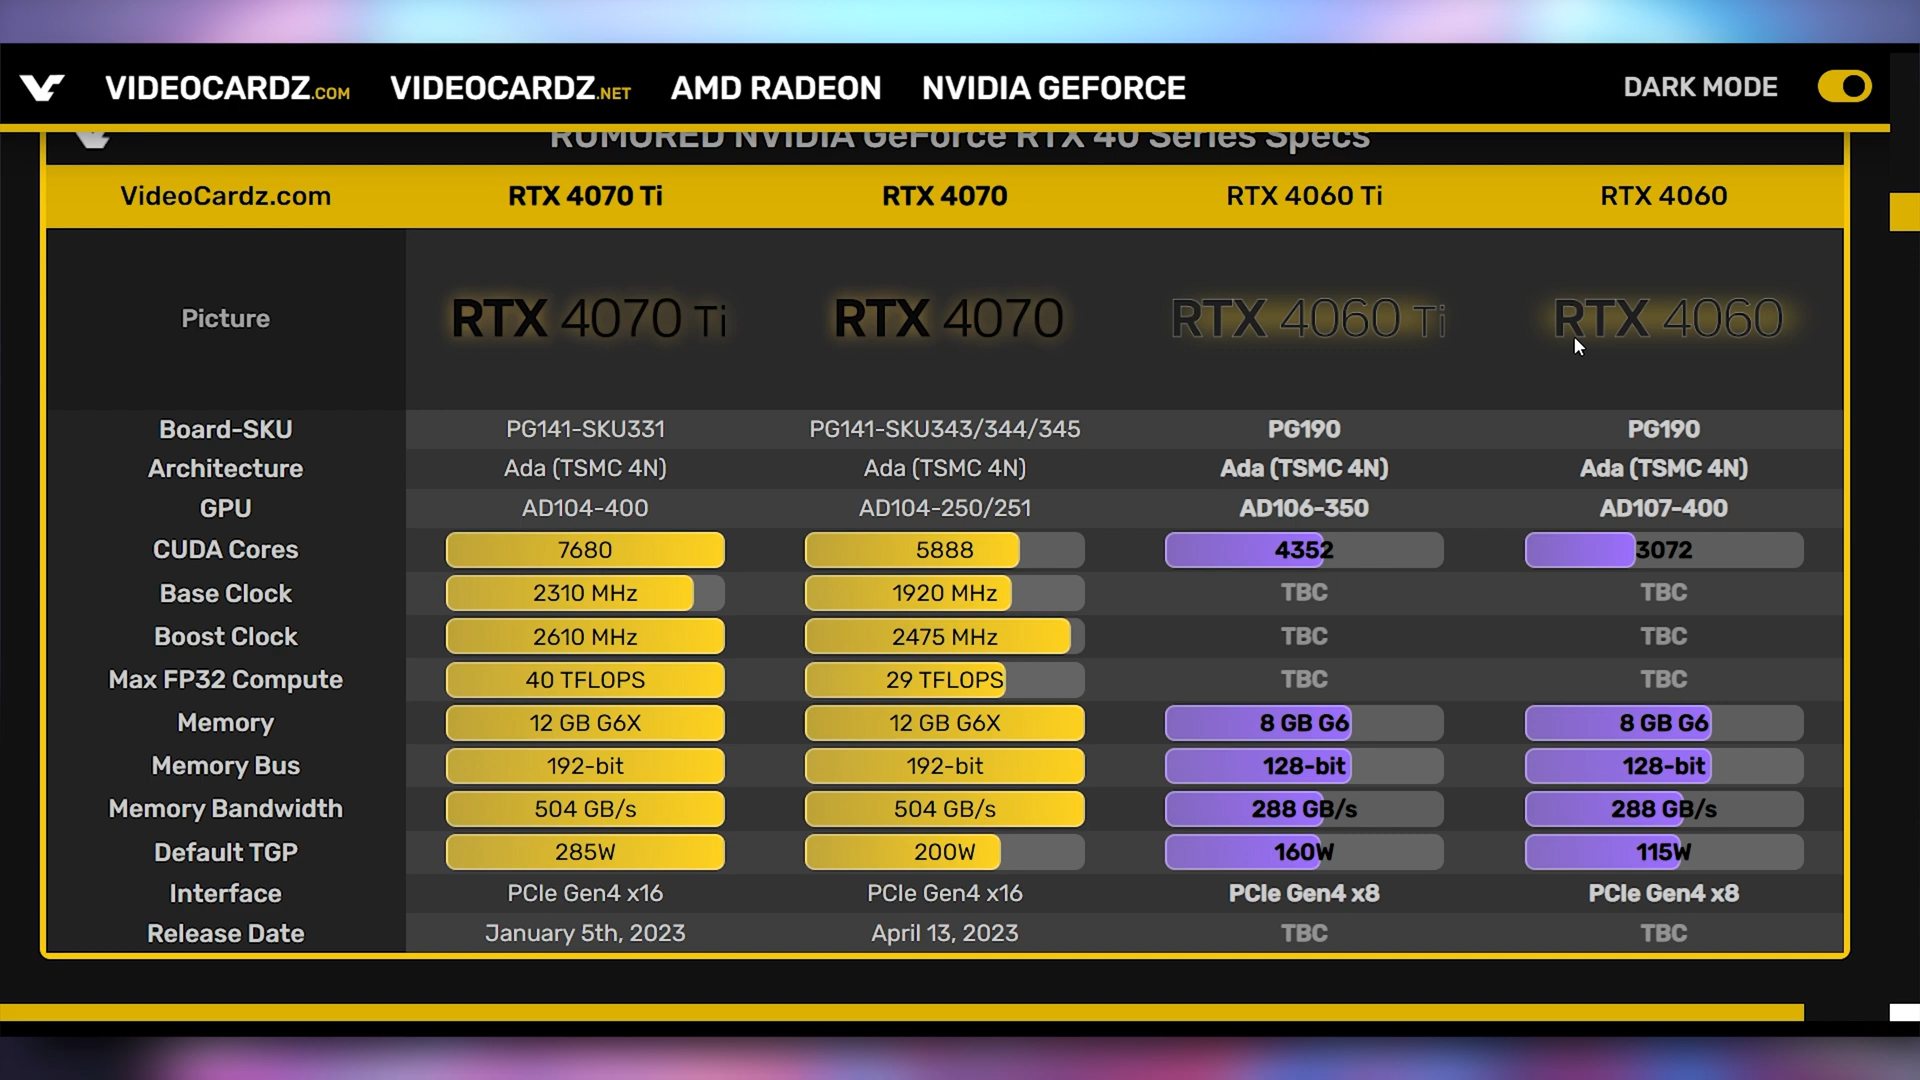 VIDEOCARDZ.COM VIDEOCARDZ.NET AMD RADEON NVIDIA GEFORCE DARK MODE
RUMORED NVIDIA GeForce RTX 40 Series Specs
VideoCardz.com RTX 4070 Ti RTX 4070 RTX 4060 Ti RTX 4060
Picture RTX 4070 Ti RTX 4070 RTX 4060 Ti RTX 4060
Board-SKU PG141-SKU331 PG141-SKU343/344/345 PG190 PG190
Architecture Ada (TSMC 4N) Ada (TSMC 4N) Ada (TSMC 4N) Ada (TSMC 4N)
GPU AD104-400 AD104-250/251 AD106-350 AD107-400
CUDA Cores 7680 5888 4352 3072
Base Clock 2310 MHz 1920 MHz TBC TBC
Boost Clock 2610 MHz 2475 MHz TBC TBC
Max FP32 Compute 40 TFLOPS 29 TFLOPS TBC TBC
Memory 12 GB G6X 12 GB G6X 8 GB G6 8 GB G6
Memory Bus 192-bit 192-bit 128-bit 128-bit
Memory Bandwidth 504 GB/s 504 GB/s 288 GB/s 288 GB/s
Default TGP 285W 200W 160W 115W
Interface PCIe Gen4 x16 PCIe Gen4 x16 PCIe Gen4 x8 PCIe Gen4 x8
Release Date January 5th, 2023 April 13, 2023 TBC TBC